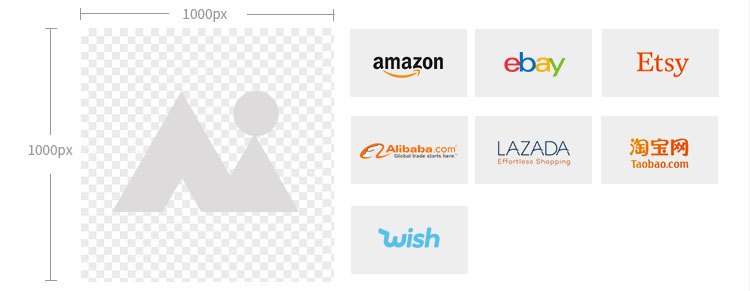 1000px
1000px
amazon
ebay
Etsy
Alibaba.com®
Global trade starts here™
LAZADA
Effortless Shopping
淘宝网
Taobao.com
wish